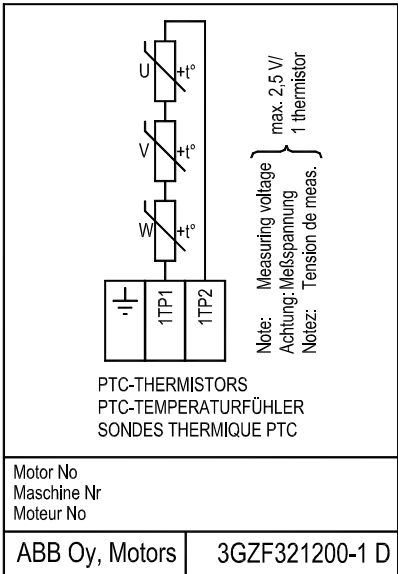 U +t°
V +t°
W +t°
1TP1
1TP2
Note: Measuring voltage
Achtung: Meßspannung
Notez: Tension de meas.
max. 2,5 V/
1 thermistor
PTC-THERMISTORS
PTC-TEMPERATURFÜHLER
SONDES THERMIQUE PTC
Motor No
Maschine Nr
Moteur No
ABB Oy, Motors
3GZF321200-1 D